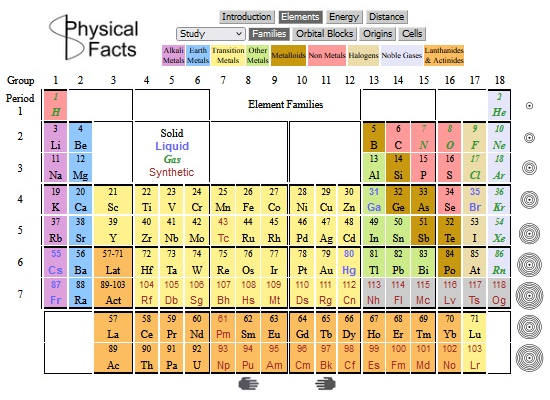 Physical
Facts
Introduction Elements Energy Distance
Study Families Orbital Blocks Origins Cells
Alkali Metals Earth Metals Transition Metals Other Metals Metalloids Non Metals Halogens Noble Gases Lanthanides & Actinides
Group 1 2 3 4 5 6 7 8 9 10 11 12 13 14 15 16 17 18
Period
1 2
1 H Element Families He
3 4 5 6 7 8 9 10
2 Li Be Solid B C N O F Ne
Liquid
11 12 Gas 13 14 15 16 17 18
3 Na Mg Synthetic Al Si P S Cl Ar
19 20 21 22 23 24 25 26 27 28 29 30 31 32 33 34 35 36
4 K Ca Sc Ti V Cr Mn Fe Co Ni Cu Zn Ga Ge As Se Br Kr
37 38 39 40 41 42 43 44 45 46 47 48 49 50 51 52 53 54
5 Rb Sr Y Zr Nb Mo Tc Ru Rh Pd Ag Cd In Sn Sb Te I Xe
55 56 57-71 72 73 74 75 76 77 78 79 80 81 82 83 84 85 86
6 Cs Ba Lat Hf Ta W Re Os Ir Pt Au Hg Tl Pb Bi Po At Rn
87 88 89-103 104 105 106 107 108 109 110 111 112 113 114 115 116 117 118
7 Fr Ra Act Rf Db Sg Bh Hs Mt Ds Rg Cn Nh Fl Mc Lv Ts Og
57 58 59 60 61 62 63 64 65 66 67 68 69 70 71
La Ce Pr Nd Pm Sm Eu Gd Tb Dy Ho Er Tm Yb Lu
89 90 91 92 93 94 95 96 97 98 99 100 101 102 103
Ac Th Pa U Np Pu Am Cm Bk Cf Es Fm Md No Lr